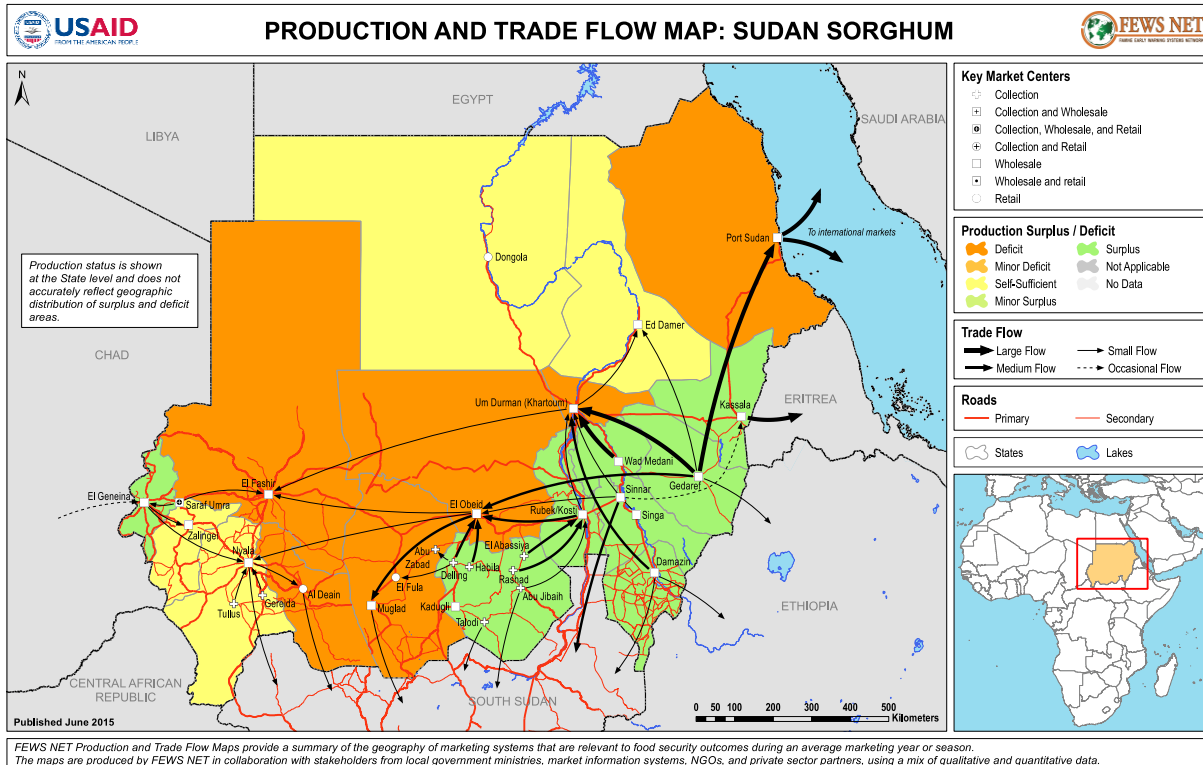 USAID
FROM THE AMERICAN PEOPLE
PRODUCTION AND TRADE FLOW MAP: SUDAN SORGHUM
FEWS NET
FAMINE EARLY WARNING SYSTEMS NETWORK
N
EGYPT
LIBYA
SAUDI ARABIA
Port Sudan
To international markets
Dongola
Production status is shown
at the State level and does not
accurately reflect geographic
distribution of surplus and deficit
areas.
Ed Damer
CHAD
Um Durman (Khartoum)
Kassala
ERITREA
Wad Medani
Gedaref
El Fashir
El Geneina
Saraf Umra
Sinnar
El Obeid
Rubek/Kosti
Singa
Zalingei
El Abassiya
Nyala
Abu
Zabad
Habila
Delling
Rashad
Damazin
El Fula
Abu Jibaih
Al Deain
Gereida
Tullus
Muglad
Kadugli
Talodi
ETHIOPIA
CENTRAL AFRICAN
REPUBLIC
SOUTH SUDAN
Published June 2015
0 50 100 200 300 400 500
Kilometers
Key Market Centers
Collection
Collection and Wholesale
Collection, Wholesale, and Retail
Collection and Retail
Wholesale
Wholesale and retail
Retail
Production Surplus / Deficit
Deficit
Surplus
Minor Deficit
Not Applicable
Self-Sufficient
No Data
Minor Surplus
Trade Flow
Large Flow
Small Flow
Medium Flow
Occasional Flow
Roads
Primary
Secondary
States
Lakes
FEWS NET Production and Trade Flow Maps provide a summary of the geography of marketing systems that are relevant to food security outcomes during an average marketing year or season.
The maps are produced by FEWS NET in collaboration with stakeholders from local government ministries, market information systems, NGOs, and private sector partners, using a mix of qualitative and quantitative data.